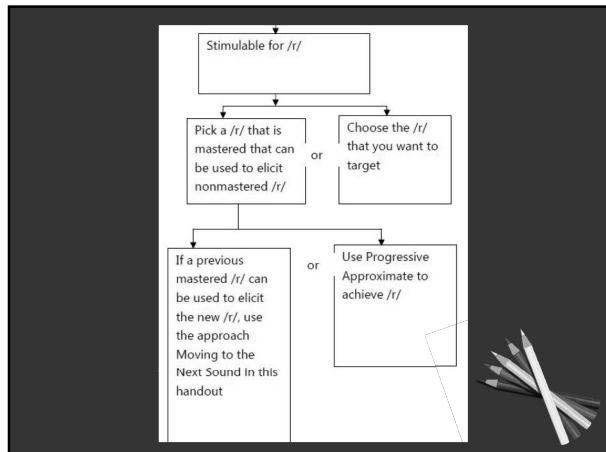 Stimulable for /r/
Pick a /r/ that is
mastered that can
be used to elicit
nonmastered /r/
or
Choose the /r/
that you want to
target
If a previous
mastered /r/ can
be used to elicit
the new /r/, use
the approach
Moving to the
Next Sound in this
handout
or
Use Progressive
Approximate to
achieve /r/